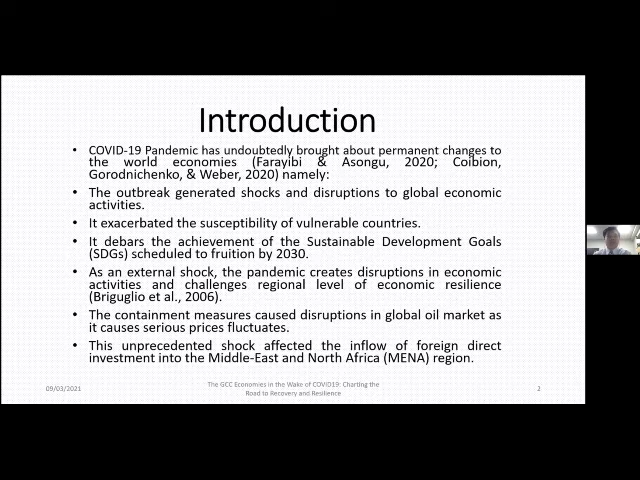 Introduction
• COVID-19 Pandemic has undoubtedly brought about permanent changes to
the world economies (Farayibi & Asongu, 2020; Coibion,
Gorodnichenko, & Weber, 2020) namely:
• The outbreak generated shocks and disruptions to global economic
activities.
• It exacerbated the susceptibility of vulnerable countries.
• It debars the achievement of the Sustainable Development Goals
(SDGs) scheduled to fruition by 2030.
• As an external shock, the pandemic creates disruptions in economic
activities and challenges regional level of economic resilience
(Briguglio et al., 2006).
• The containment measures caused disruptions in global oil market as
it causes serious prices fluctuates.
• This unprecedented shock affected the inflow of foreign direct
investment into the Middle-East and North Africa (MENA) region.
09/03/2021
The GCC Economies in the Wake of COVID19: Charting the
Road to Recovery and Resilience
2